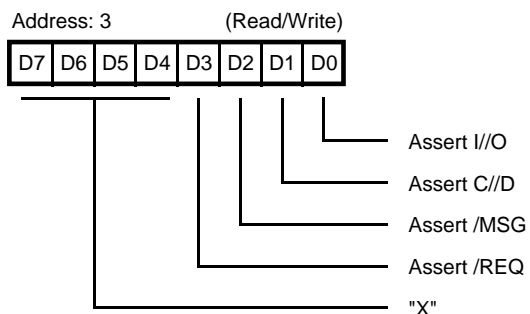 Address: 3 (Read/Write)
D7 D6 D5 D4 D3 D2 D1 D0
Assert I//O
Assert C//D
Assert /MSG
Assert /REQ
"X"